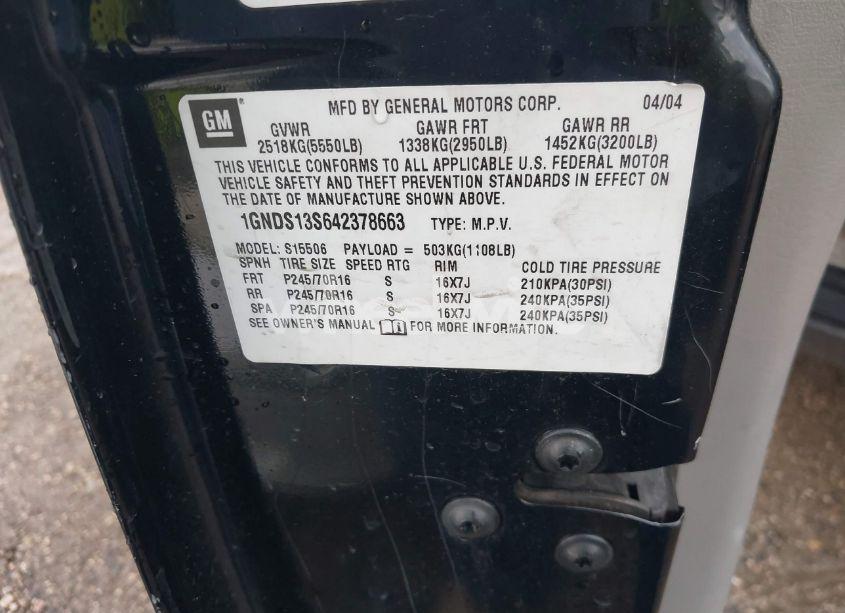 GM
MFD BY GENERAL MOTORS CORP. 04/04
GVWR GAWR FRT GAWR RR
2518KG(5550LB) 1338KG(2950LB) 1452KG(3200LB)
THIS VEHICLE CONFORMS TO ALL APPLICABLE U.S. FEDERAL MOTOR
VEHICLE SAFETY AND THEFT PREVENTION STANDARDS IN EFFECT ON
THE DATE OF MANUFACTURE SHOWN ABOVE.
1GNDS13S642378663 TYPE: M.P.V.
MODEL: S15506 PAYLOAD = 503KG(1108LB)
SPNH TIRE SIZE SPEED RTG RIM COLD TIRE PRESSURE
FRT P245/70R16 S 16X7J 210KPA(30PSI)
RR P245/70R16 S 16X7J 240KPA(35PSI)
SPA P245/70R16 S 16X7J 240KPA(35PSI)
SEE OWNER'S MANUAL FOR MORE INFORMATION.